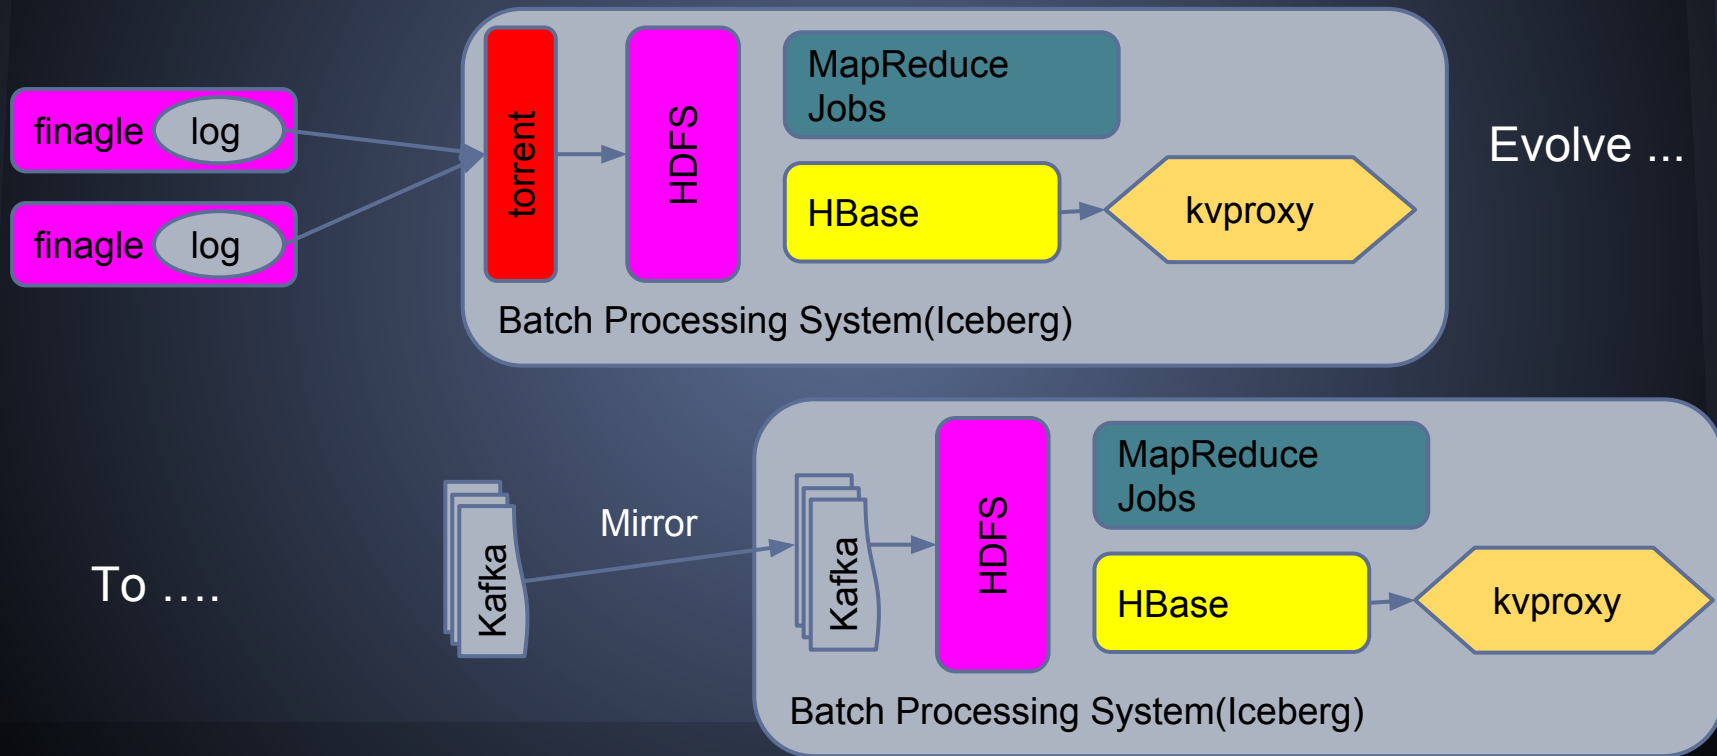 finagle
log
finagle
log
torrent
HDFS
MapReduce
Jobs
HBase
kvproxy
Batch Processing System(Iceberg)
Evolve ...
To ....
Kafka
Mirror
Kafka
HDFS
MapReduce
Jobs
HBase
kvproxy
Batch Processing System(Iceberg)